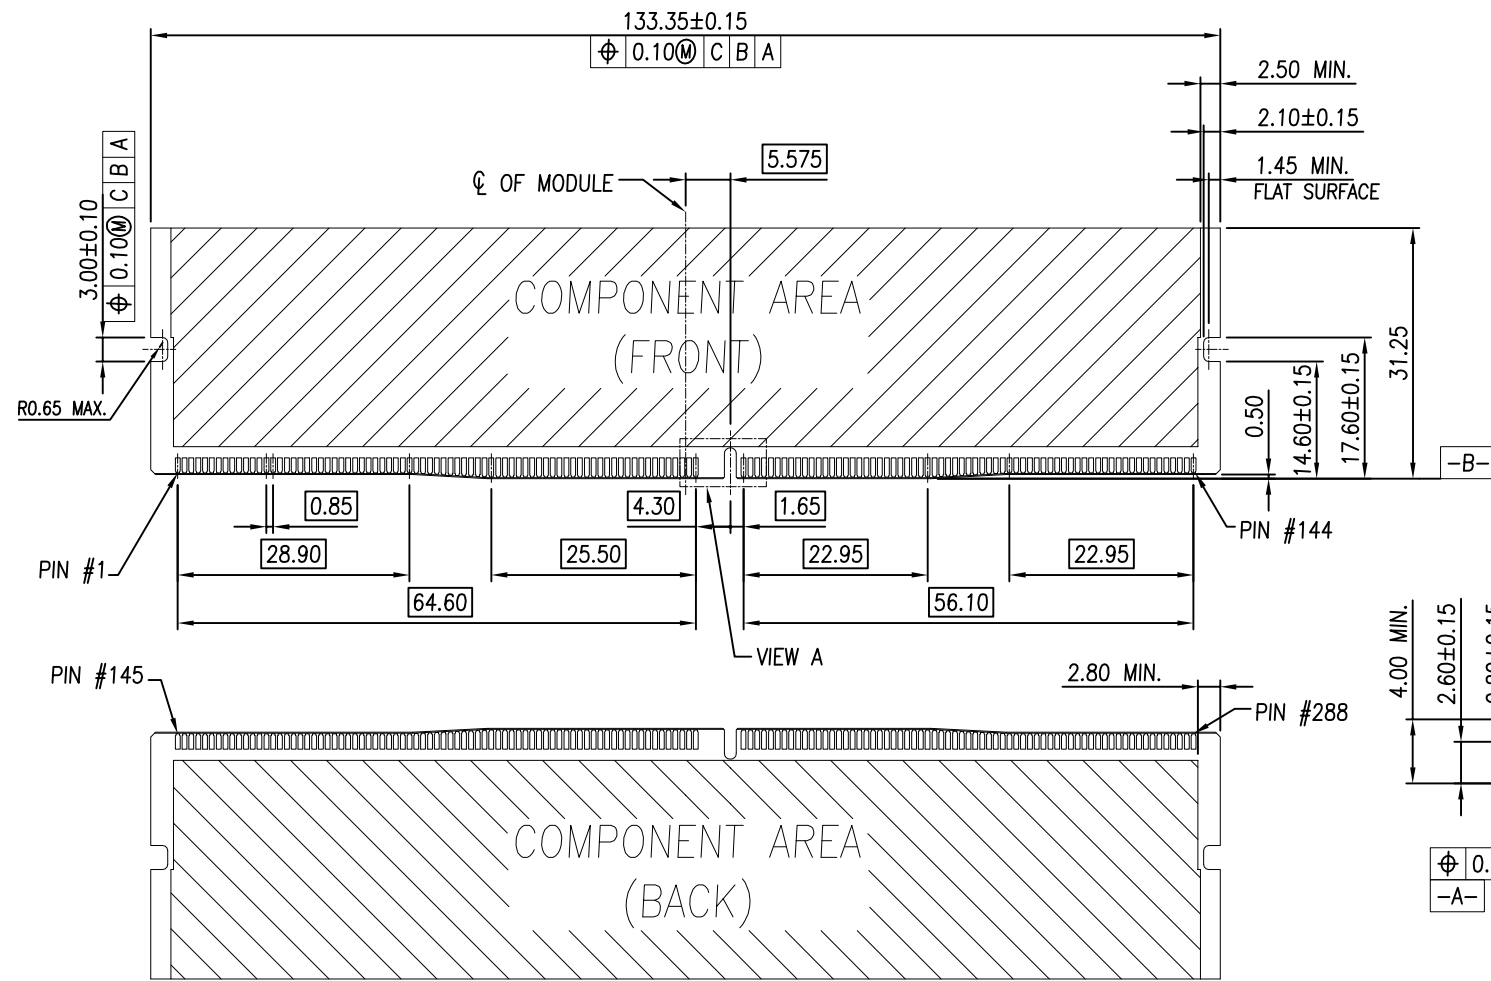 133.35±0.15
⌖ 0.10Ⓜ C B A
2.50 MIN.
2.10±0.15
5.575
1.45 MIN.
FLAT SURFACE
℄ OF MODULE
3.00±0.10
⌖ 0.10Ⓜ C B A
COMPONENT AREA
(FRONT)
R0.65 MAX.
0.50
14.60±0.15
17.60±0.15
31.25
-B-
0.85
4.30
1.65
PIN #144
PIN #1
28.90
25.50
22.95
22.95
64.60
56.10
VIEW A
PIN #145
2.80 MIN.
PIN #288
4.00 MIN.
2.60±0.15
COMPONENT AREA
(BACK)
⌖ 0.
-A-